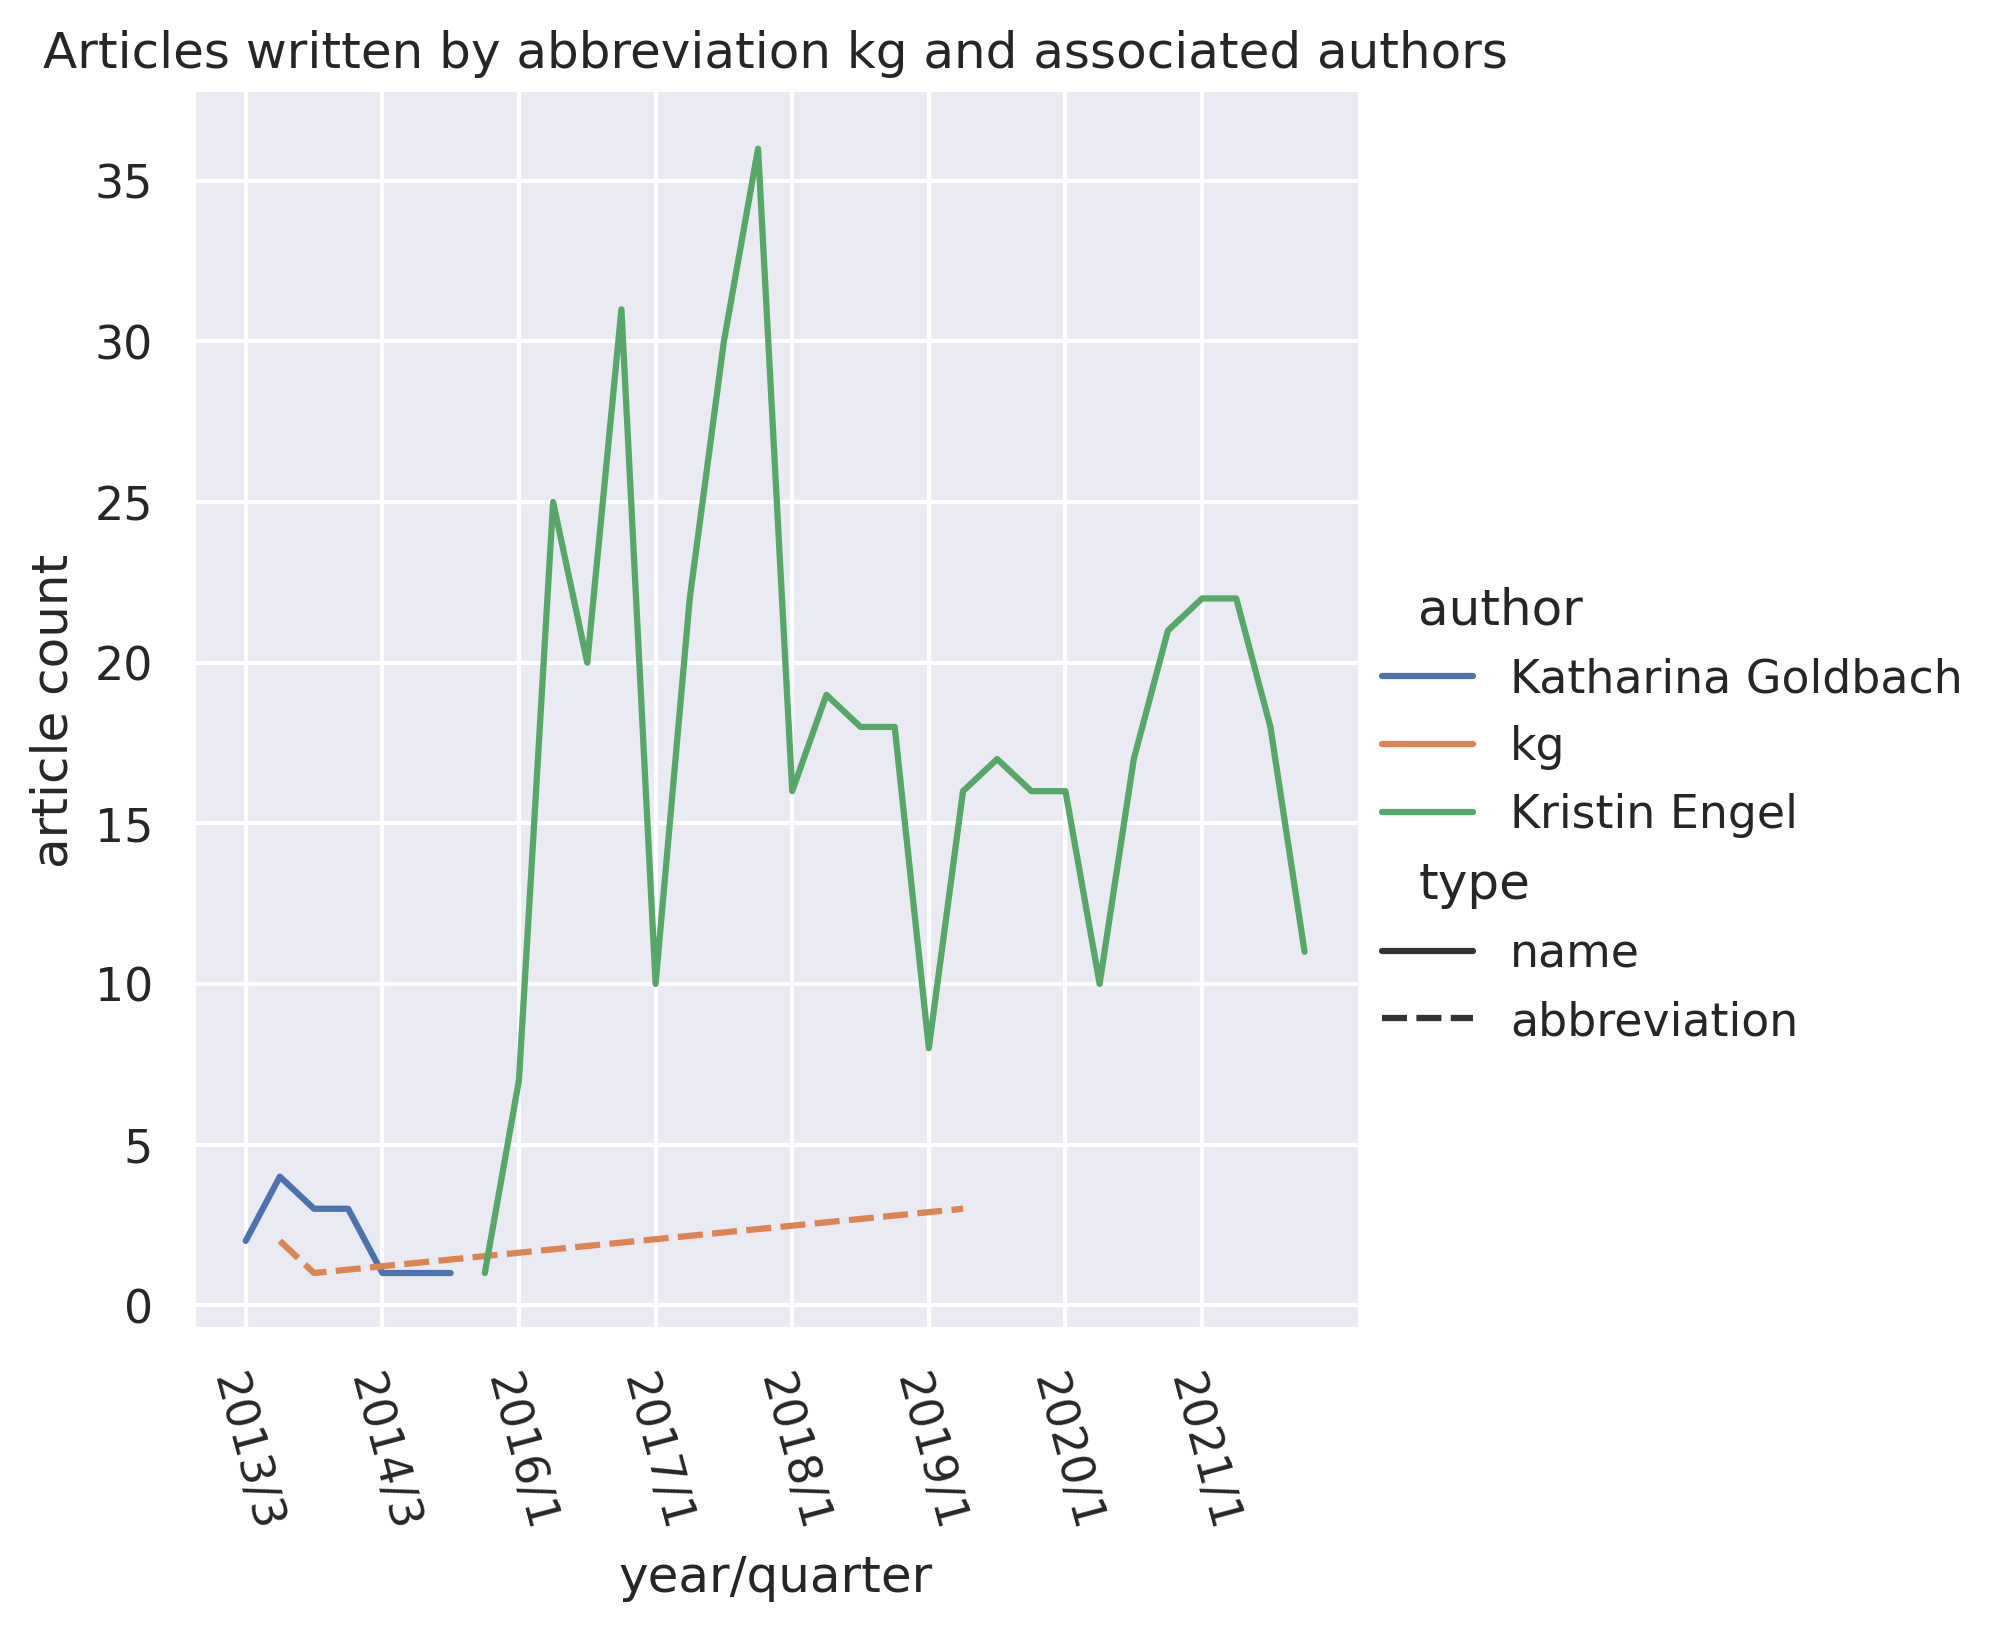 Articles written by abbreviation kg and associated authors
article count
35
30
25
20
15
10
5
0
2013/3
2014/3
2016/1
2017/1
2018/1
2019/1
2020/1
2021/1
year/quarter
author
Katharina Goldbach
kg
Kristin Engel
type
name
abbreviation